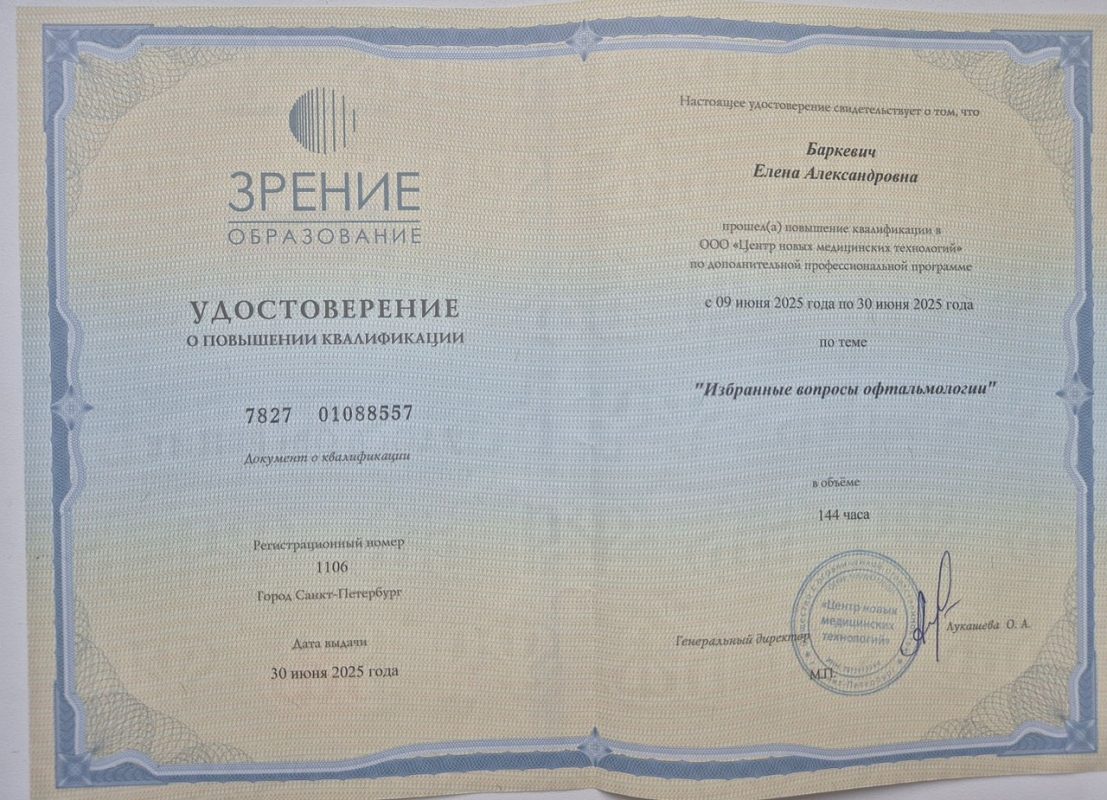 ЗРЕНИЕ
ОБРАЗОВАНИЕ
УДОСТОВЕРЕНИЕ
О ПОВЫШЕНИИ КВАЛИФИКАЦИИ
7827 01088557
Документ о квалификации
Регистрационный номер
1106
Город Санкт-Петербург
Дата выдачи
30 июня 2025 года
Настоящее удостоверение свидетельствует о том, что
Баркевич
Елена Александровна
прошел(а) повышение квалификации в
ООО «Центр новых медицинских технологий»
по дополнительной профессиональной программе
с 09 июня 2025 года по 30 июня 2025 года
по теме
"Избранные вопросы офтальмологии"
в объёме
144 часа
«Центр новых
медицинских
технологий»
Генеральный директор
Лукашева О. А.
М.П.